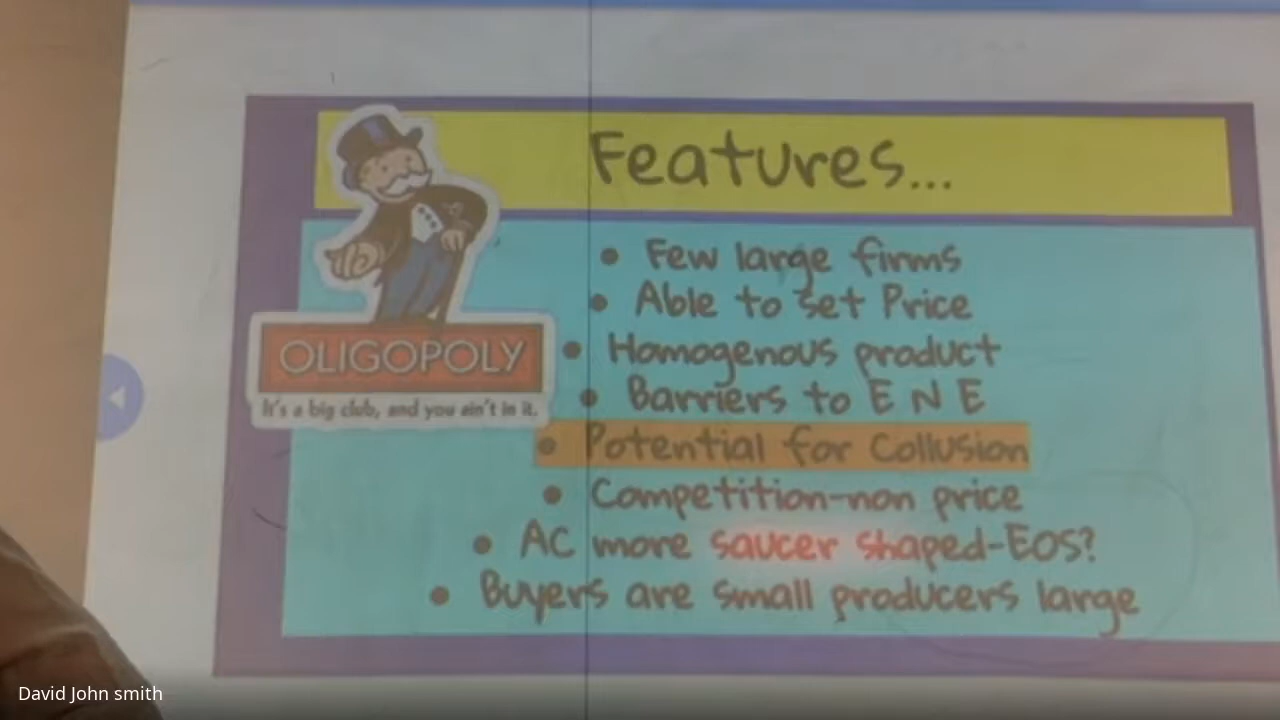 Features...
• Few large firms
• Able to set Price
• Homogenous product
• Barriers to E N E
• Potential for Collusion
• Competition-non price
• AC more saucer shaped-EOS?
• Buyers are small producers large
OLIGOPOLY
It's a big club, and you ain't in it.
David John smith